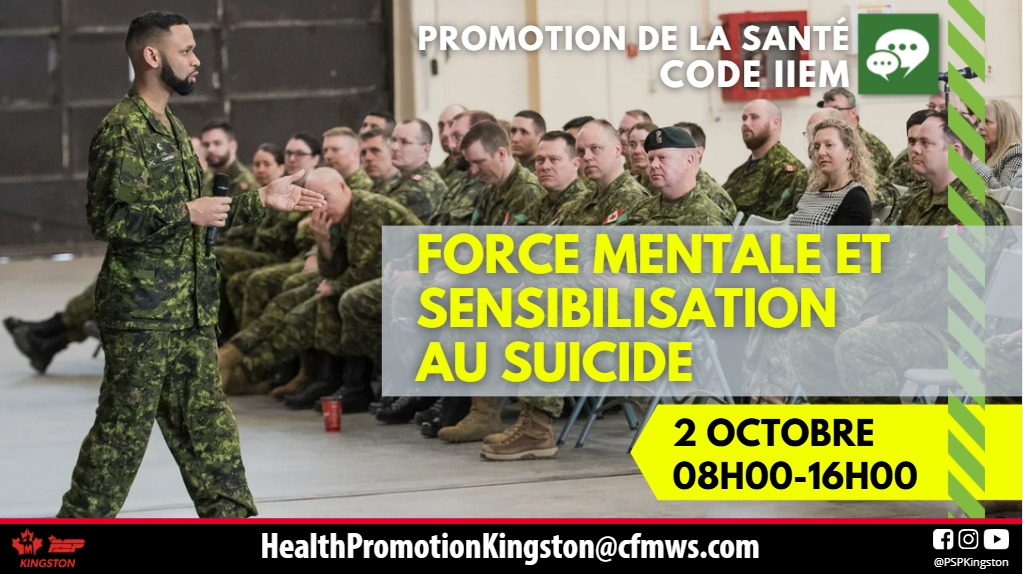 PROMOTION DE LA SANTÉ
CODE IIEM
FORCE MENTALE ET
SENSIBILISATION
AU SUICIDE
2 OCTOBRE
08H00-16H00
PSP
KINGSTON
HealthPromotionKingston@cfmws.com
@PSPKingston